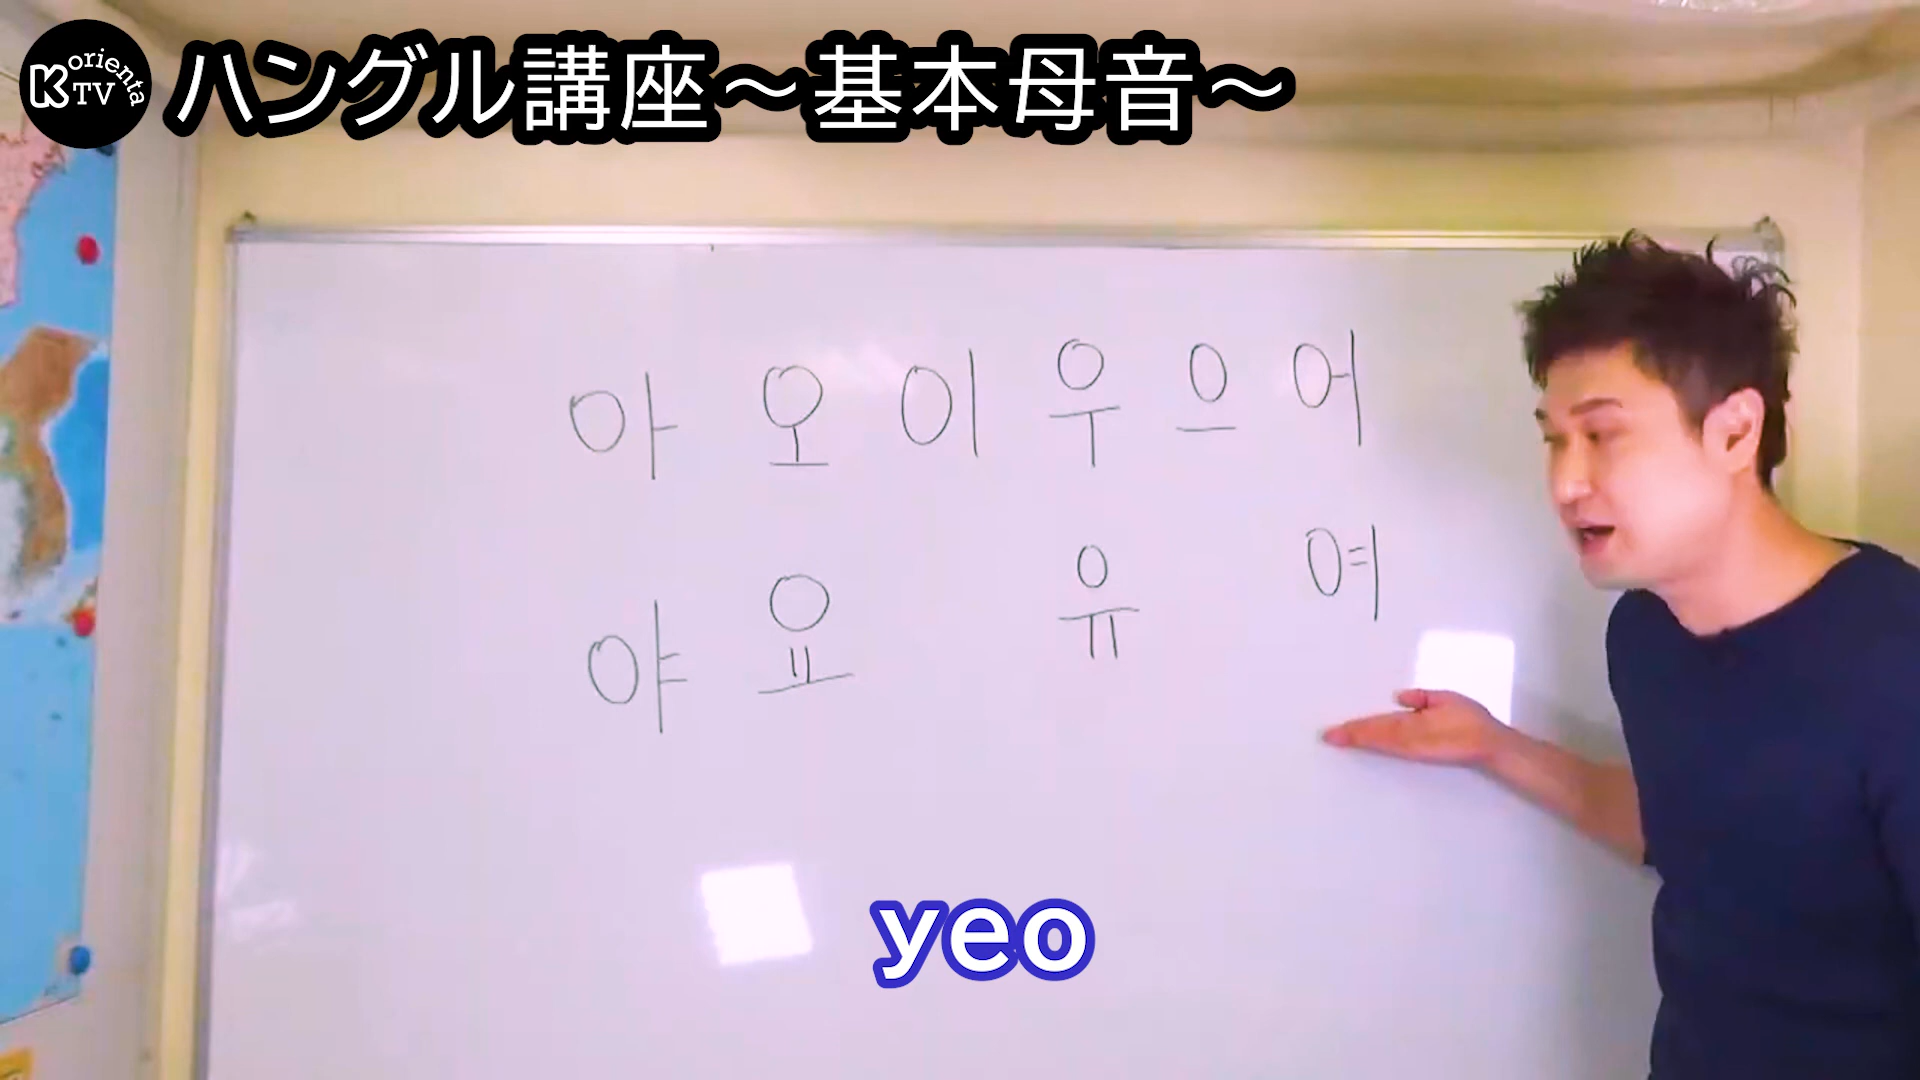 Korienta
TV
ハングル講座～基本母音～
아 오 이 우 으 어
야 요 유 여
yeo